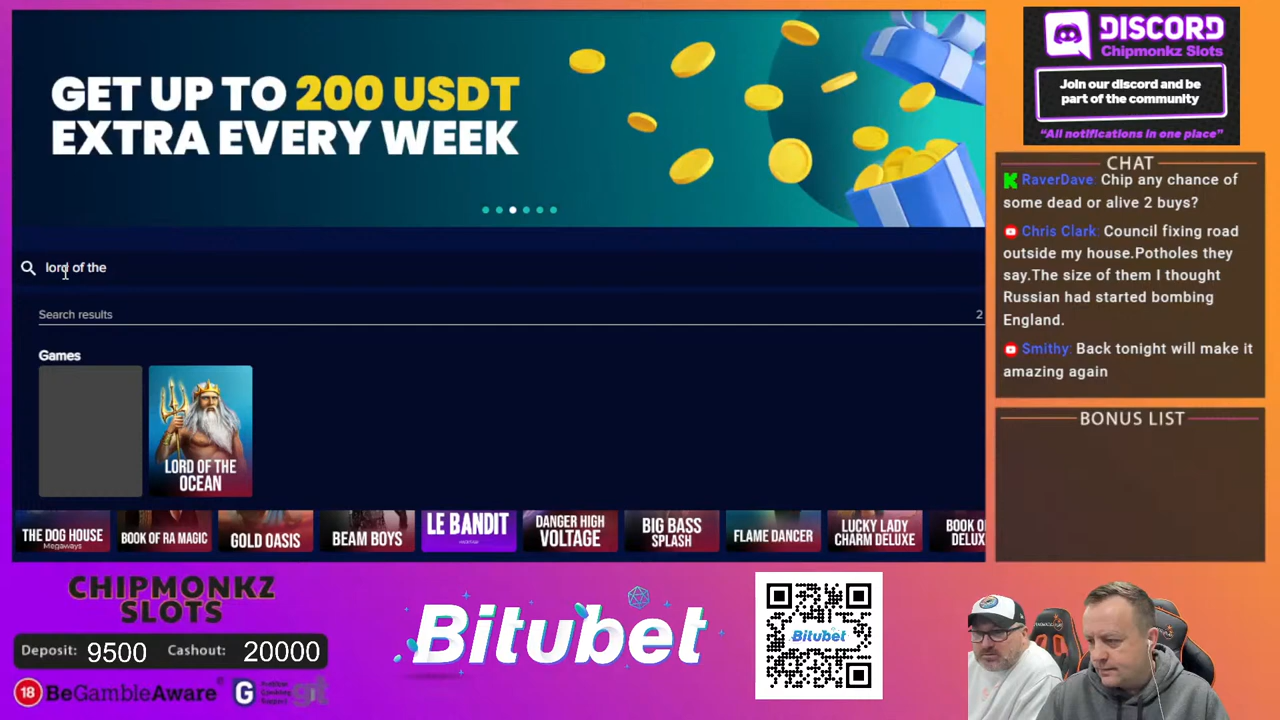 GET UP TO 200 USDT
EXTRA EVERY WEEK
lord of the
Search results
2
Games
LORD OF THE
OCEAN
THE DOG HOUSE
Megaways
BOOK OF RA MAGIC
GOLD OASIS
BEAM BOYS
LE BANDIT
DANGER HIGH
VOLTAGE
BIG BASS
SPLASH
FLAME DANCER
LUCKY LADY
CHARM DELUXE
DISCORD
Chipmonkz Slots
Join our discord and be
part of the community
“All notifications in one place”
CHAT
RaverDave: Chip any chance of
some dead or alive 2 buys?
Chris Clark: Council fixing road
outside my house.Potholes they
say.The size of them I thought
Russian had started bombing
England.
Smithy: Back tonight will make it
amazing again
BONUS LIST
CHIPMONKZ
SLOTS
Deposit: 9500 Cashout: 20000
18 BeGambleAware
Bitubet
Bitubet